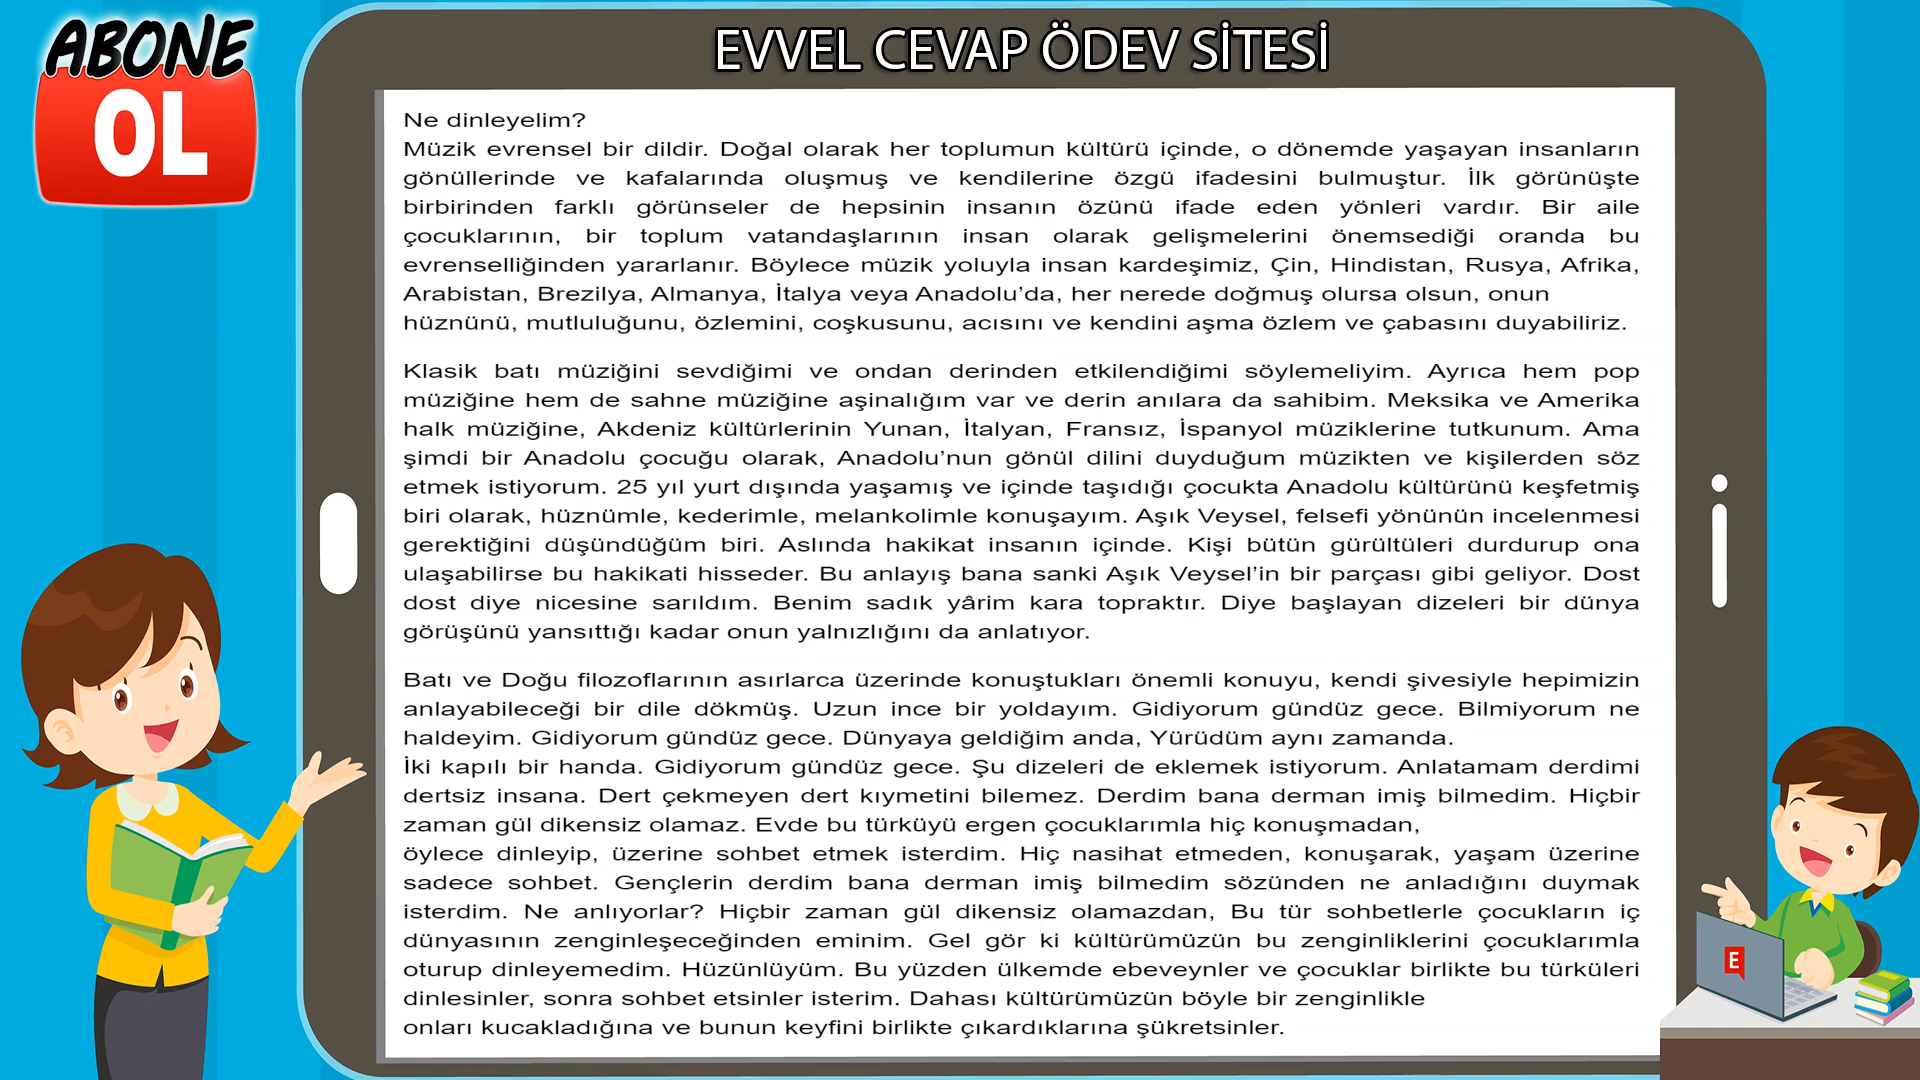 ABONE
OL
EVVEL CEVAP ÖDEV SİTESİ
Ne dinleyelim?
Müzik evrensel bir dildir. Doğal olarak her toplumun kültürü içinde, o dönemde yaşayan insanların
gönüllerinde ve kafalarında oluşmuş ve kendilerine özgü ifadesini bulmuştur. İlk görünüşte
birbirinden farklı görünseler de hepsinin insanın özünü ifade eden yönleri vardır. Bir aile
çocuklarının, bir toplum vatandaşlarının insan olarak gelişmelerini önemsediği oranda bu
evrenselliğinden yararlanır. Böylece müzik yoluyla insan kardeşimiz, Çin, Hindistan, Rusya, Afrika,
Arabistan, Brezilya, Almanya, İtalya veya Anadolu’da, her nerede doğmuş olursa olsun, onun
hüznünü, mutluluğunu, özlemini, coşkusunu, acısını ve kendini aşma özlem ve çabasını duyabiliriz.
Klasik batı müziğini sevdiğimi ve ondan derinden etkilendiğimi söylemeliyim. Ayrıca hem pop
müziğine hem de sahne müziğine aşinalığım var ve derin anılara da sahibim. Meksika ve Amerika
halk müziğine, Akdeniz kültürlerinin Yunan, İtalyan, Fransız, İspanyol müziklerine tutkunum. Ama
şimdi bir Anadolu çocuğu olarak, Anadolu’nun gönül dilini duyduğum müzikten ve kişilerden söz
etmek istiyorum. 25 yıl yurt dışında yaşamış ve içinde taşıdığı çocukta Anadolu kültürünü keşfetmiş
biri olarak, hüznümle, kederimle, melankolimle konuşayım. Aşık Veysel, felsefi yönünün incelenmesi
gerektiğini düşündüğüm biri. Aslında hakikat insanın içinde. Kişi bütün gürültüleri durdurup ona
ulaşabilirse bu hakikati hisseder. Bu anlayış bana sanki Aşık Veysel’in bir parçası gibi geliyor. Dost
dost diye nicesine sarıldım. Benim sadık yârim kara topraktır. Diye başlayan dizeleri bir dünya
görüşünü yansıttığı kadar onun yalnızlığını da anlatıyor.
Batı ve Doğu filozoflarının asırlarca üzerinde konuştukları önemli konuyu, kendi şivesiyle hepimizin
anlayabileceği bir dile dökmüş. Uzun ince bir yoldayım. Gidiyorum gündüz gece. Bilmiyorum ne
haldeyim. Gidiyorum gündüz gece. Dünyaya geldiğim anda, Yürüdüm aynı zamanda.
İki kapılı bir handa. Gidiyorum gündüz gece. Şu dizeleri de eklemek istiyorum. Anlatamam derdimi
dertsiz insana. Dert çekmeyen dert kıymetini bilemez. Derdim bana derman imiş bilmedim. Hiçbir
zaman gül dikensiz olamaz. Evde bu türküyü ergen çocuklarımla hiç konuşmadan,
öylece dinleyip, üzerine sohbet etmek isterdim. Hiç nasihat etmeden, konuşarak, yaşam üzerine
sadece sohbet. Gençlerin derdim bana derman imiş bilmedim sözünden ne anladığını duymak
isterdim. Ne anlıyorlar? Hiçbir zaman gül dikensiz olamazdan, Bu tür sohbetlerle çocukların iç
dünyasının zenginleşeceğinden eminim. Gel gör ki kültürümüzün bu zenginliklerini çocuklarımla
oturup dinleyemedim. Hüzünlüyüm. Bu yüzden ülkemde ebeveynler ve çocuklar birlikte bu türküleri
dinlesinler, sonra sohbet etsinler isterim. Dahası kültürümüzün böyle bir zenginlikle
onları kucakladığına ve bunun keyfini birlikte çıkardıklarına şükretsinler.
E